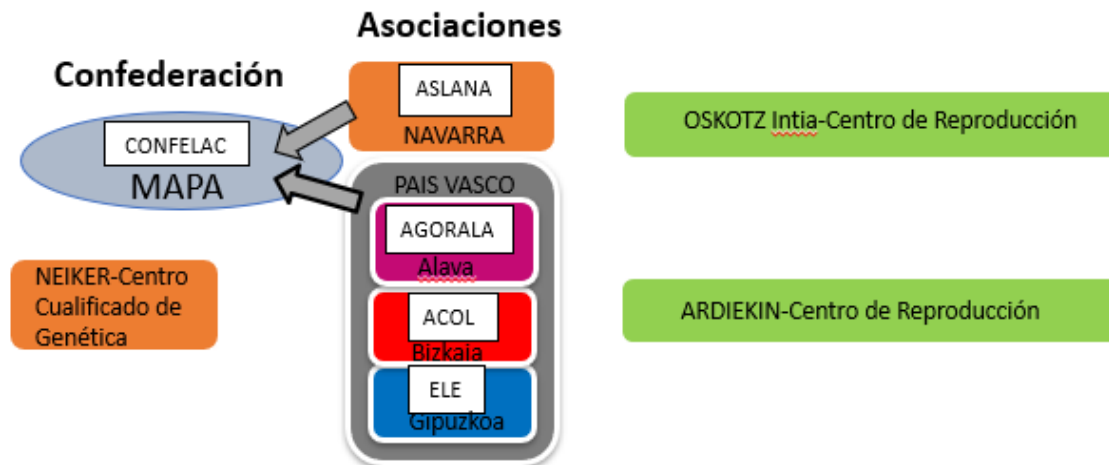 Asociaciones
Confederación
ASLANA
NAVARRA
CONFELAC
MAPA
OSKOTZ Intia-Centro de Reproducción
PAIS VASCO
AGORALA
Alava
NEIKER-Centro
Cualificado de
Genética
ACOL
Bizkaia
ARDIEKIN-Centro de Reproducción
ELE
Gipuzkoa